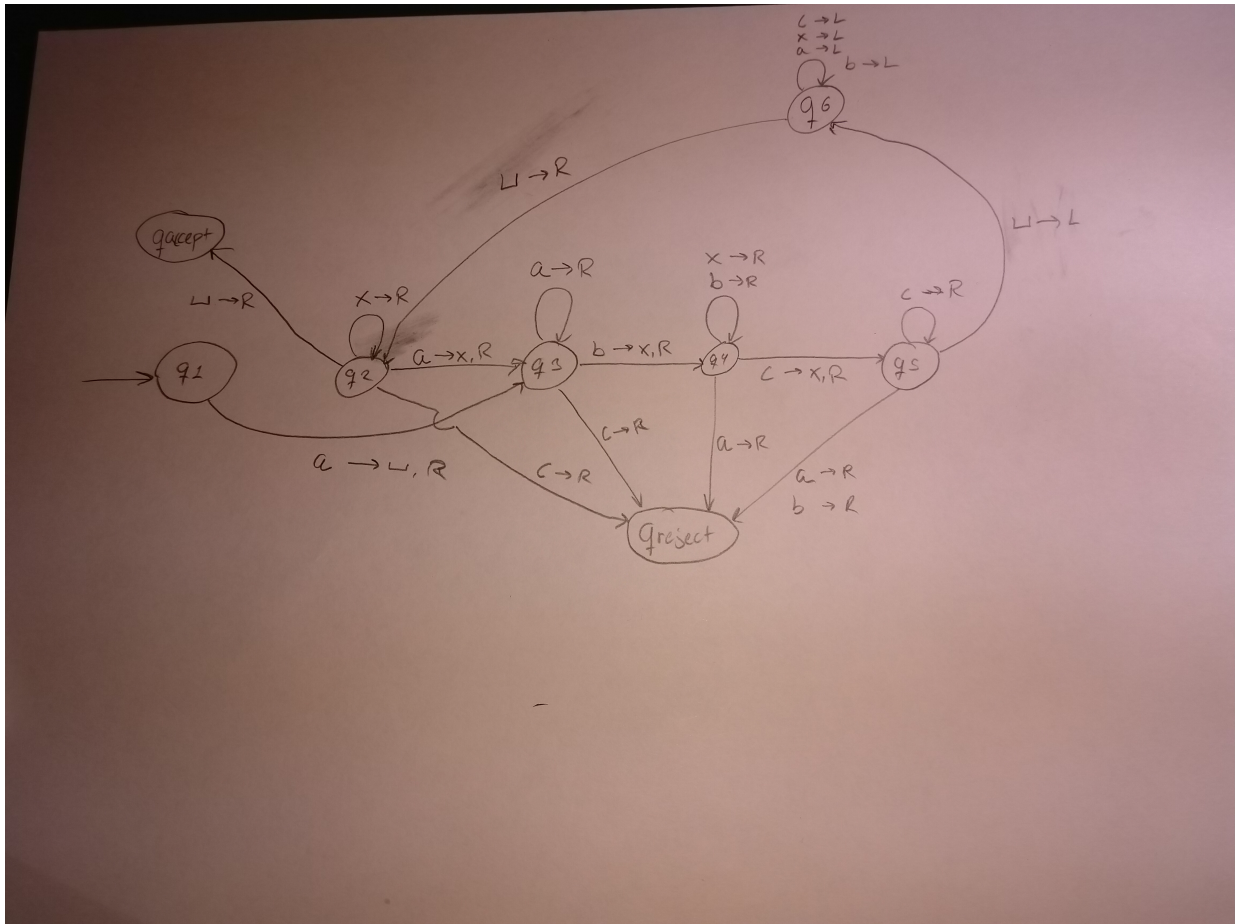 c → L
x → L
a → L
b → L
q6
⊔ → R
⊔ → L
qaccept
a → R
x → R
b → R
⊔ → R
x → R
c → R
q1
q2
a → x, R
q3
b → x, R
q4
c → x, R
q5
a → ⊔, R
c → R
c → R
a → R
a → R
b → R
qreject